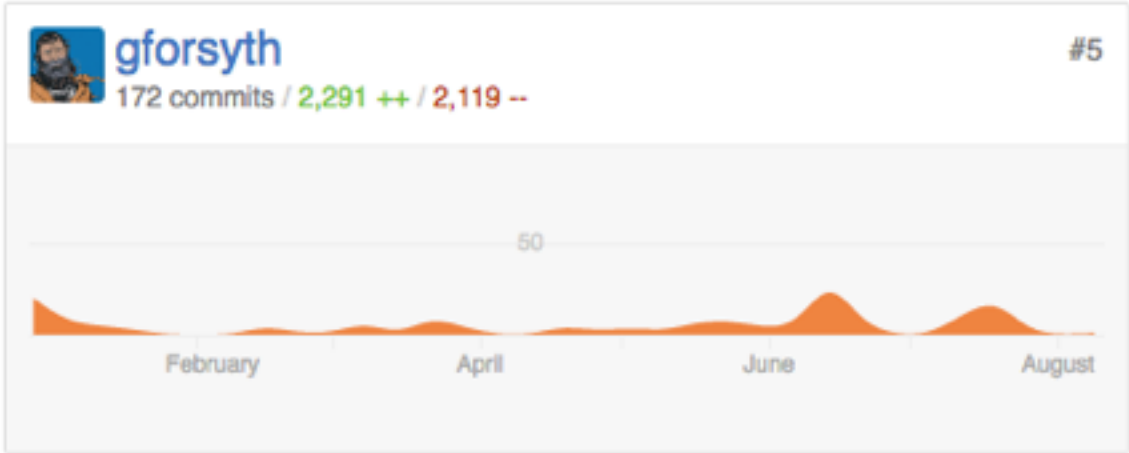 gforsyth #5
172 commits / 2,291 ++ / 2,119 --
50
February April June August